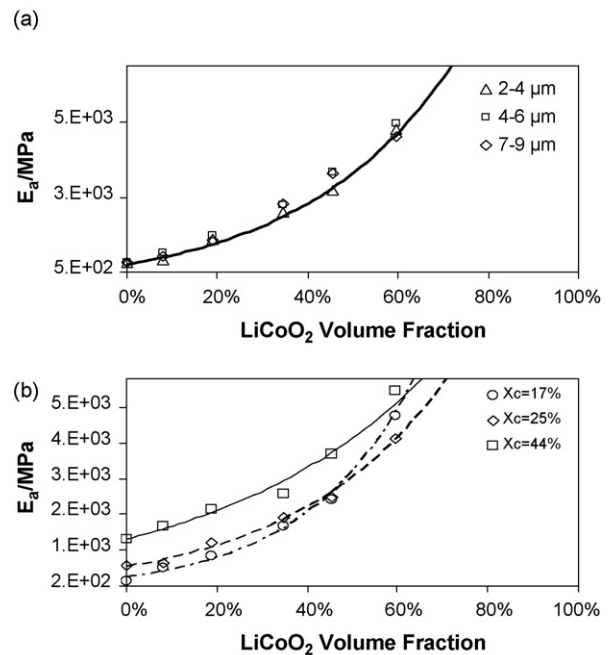 (a)
5.E+03
3.E+03
5.E+02
Eₐ/MPa
△ 2-4 µm
□ 4-6 µm
◇ 7-9 µm
0% 20% 40% 60% 80% 100%
LiCoO₂ Volume Fraction
(b)
5.E+03
4.E+03
3.E+03
2.E+03
1.E+03
2.E+02
Eₐ/MPa
○ Xc=17%
◇ Xc=25%
□ Xc=44%
0% 20% 40% 60% 80% 100%
LiCoO₂ Volume Fraction